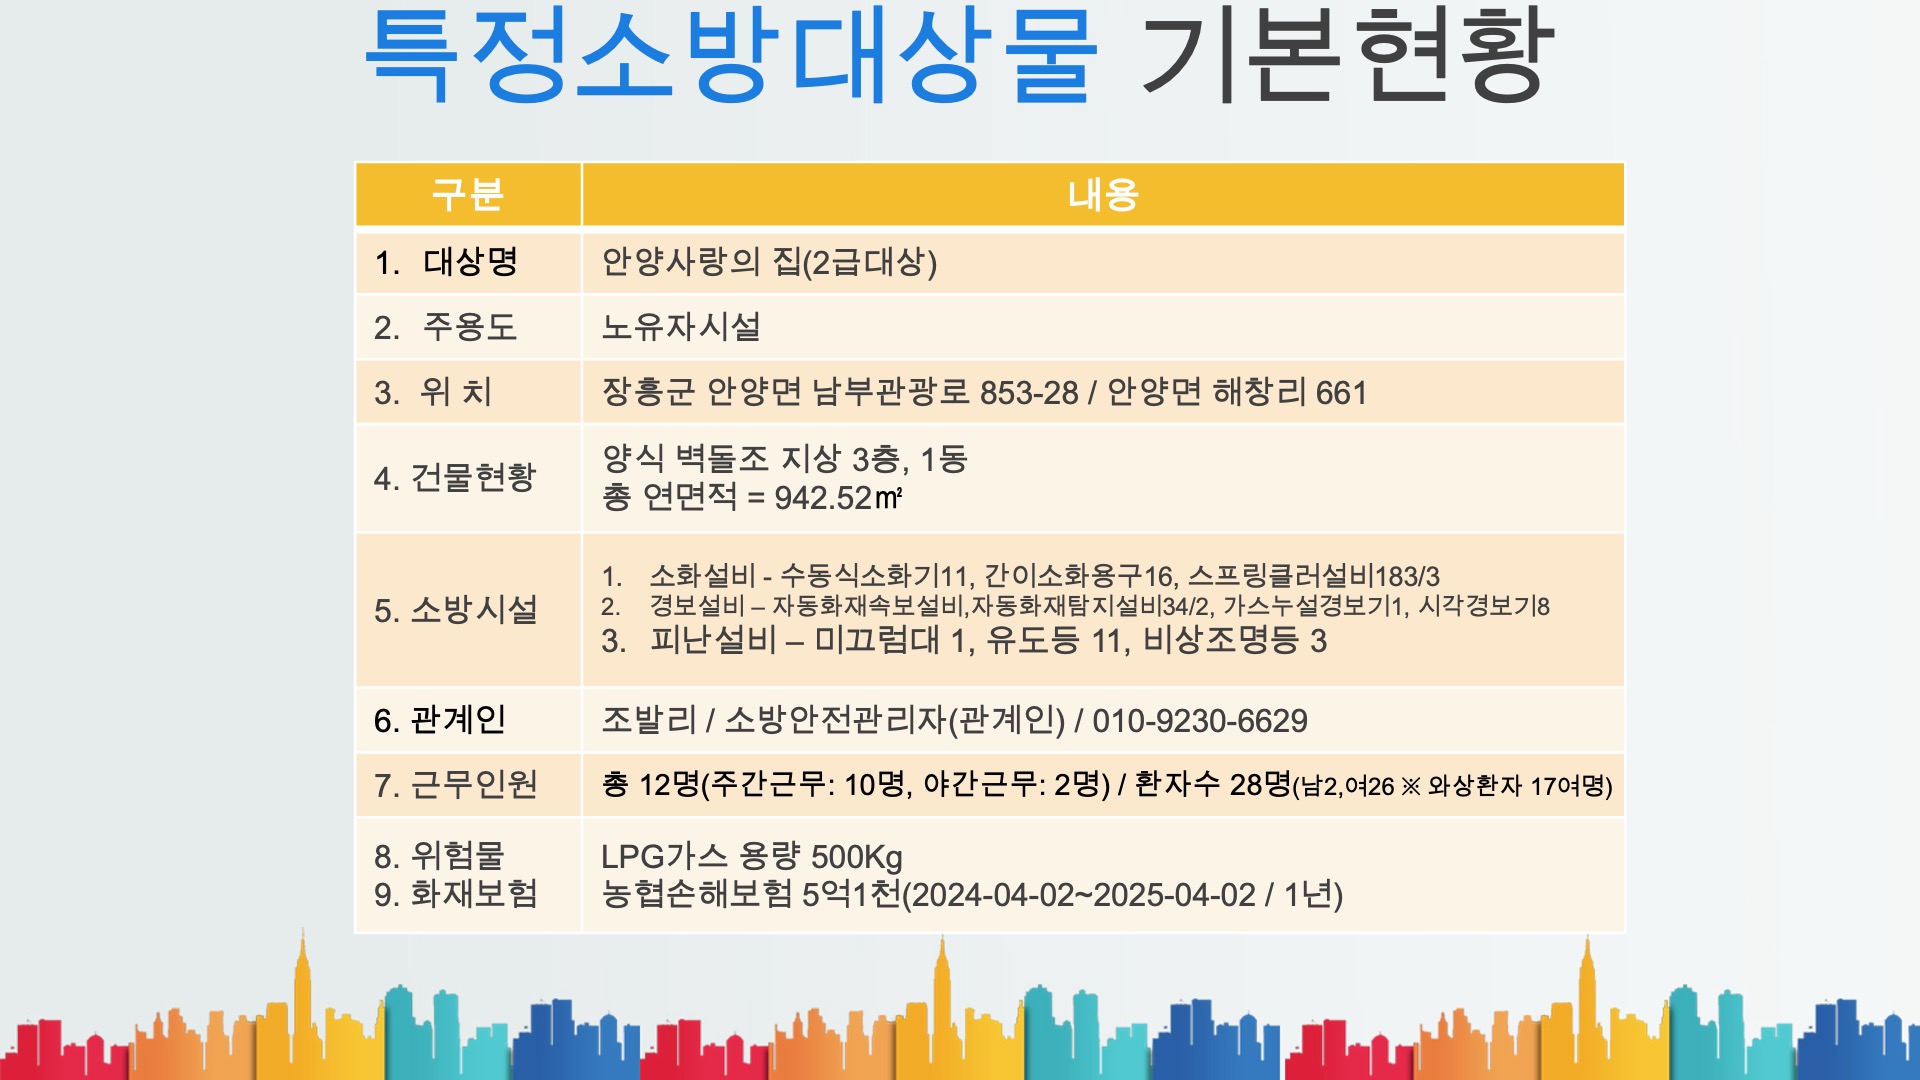 특정소방대상물 기본현황
구분 내용
1. 대상명 안양사랑의 집(2급대상)
2. 주용도 노유자시설
3. 위 치 장흥군 안양면 남부관광로 853-28 / 안양면 해창리 661
4. 건물현황 양식 벽돌조 지상 3층, 1동
총 연면적 = 942.52㎡
5. 소방시설
1. 소화설비 - 수동식소화기11, 간이소화용구16, 스프링클러설비183/3
2. 경보설비 – 자동화재속보설비,자동화재탐지설비34/2, 가스누설경보기1, 시각경보기8
3. 피난설비 – 미끄럼대 1, 유도등 11, 비상조명등 3
6. 관계인 조발리 / 소방안전관리자(관계인) / 010-9230-6629
7. 근무인원 총 12명(주간근무: 10명, 야간근무: 2명) / 환자수 28명(남2,여26 ※ 와상환자 17여명)
8. 위험물 LPG가스 용량 500Kg
9. 화재보험 농협손해보험 5억1천(2024-04-02~2025-04-02 / 1년)